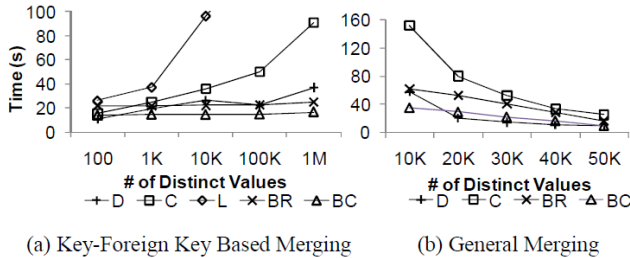 100
80
60
40
20
0
Time (s)
100 1K 10K 100K 1M
# of Distinct Values
D C L BR BC
(a) Key-Foreign Key Based Merging
160
120
80
40
0
10K 20K 30K 40K 50K
# of Distinct Values
D C BR BC
(b) General Merging